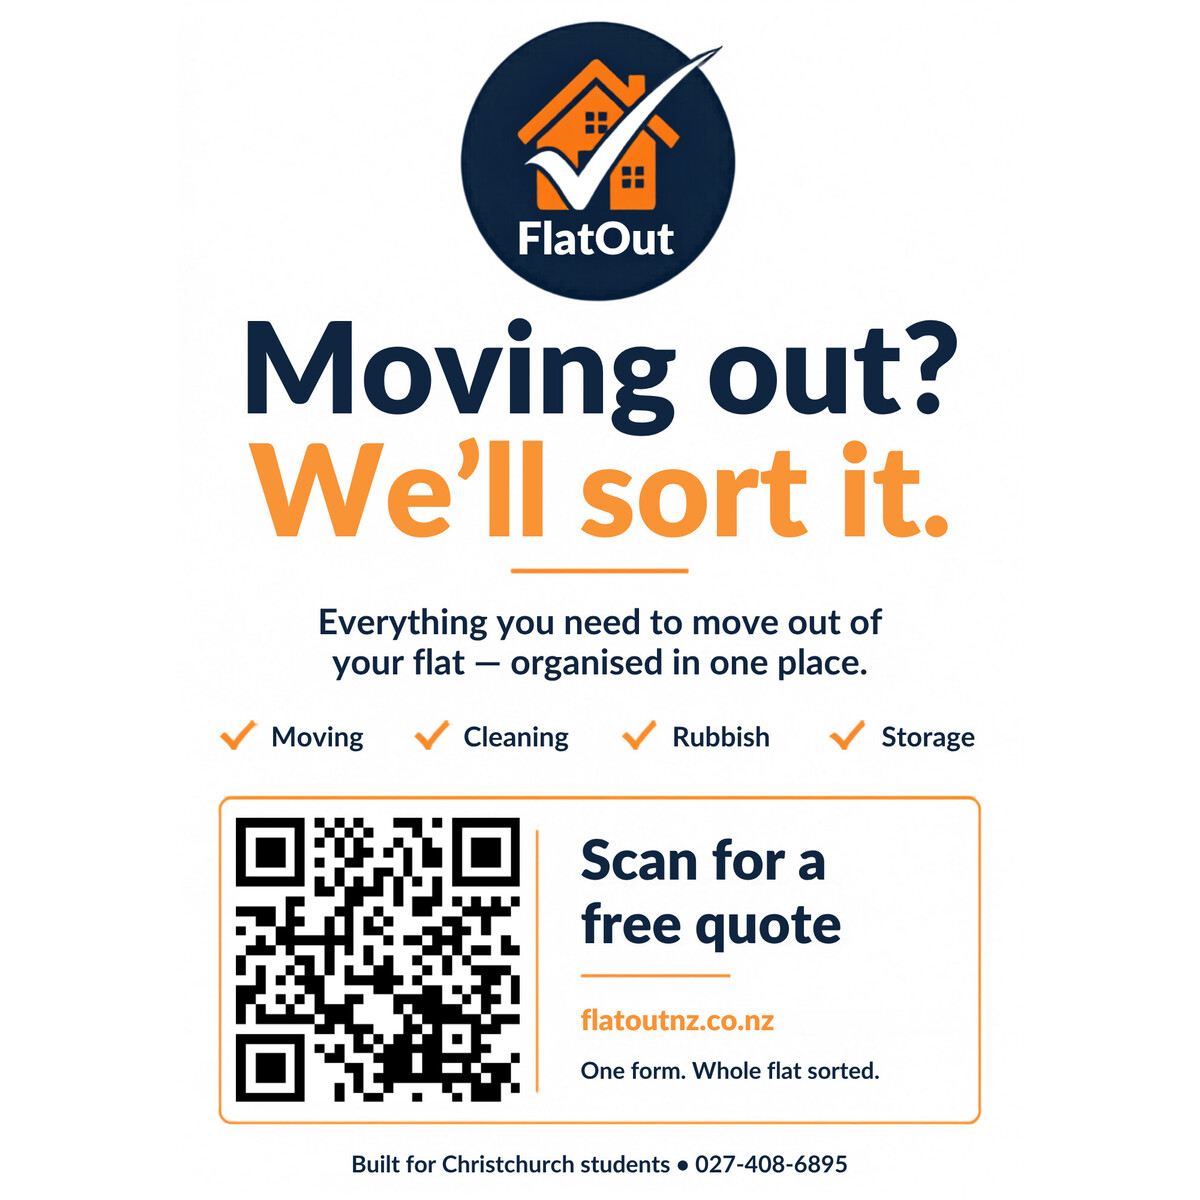 FlatOut
Moving out?
We’ll sort it.
Everything you need to move out of
your flat — organised in one place.
Moving
Cleaning
Rubbish
Storage
Scan for a
free quote
flatoutnz.co.nz
One form. Whole flat sorted.
Built for Christchurch students • 027-408-6895